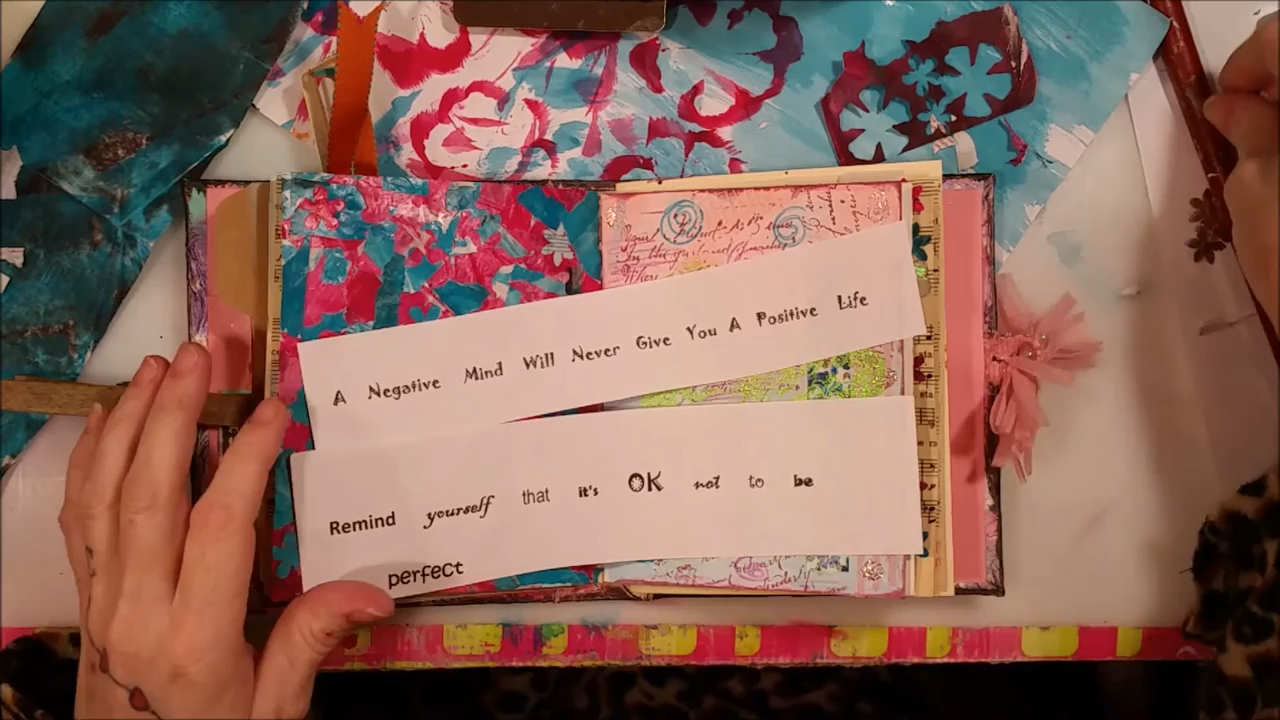 A Negative Mind Will Never Give You A Positive Life
Remind yourself that it's OK not to be
perfect